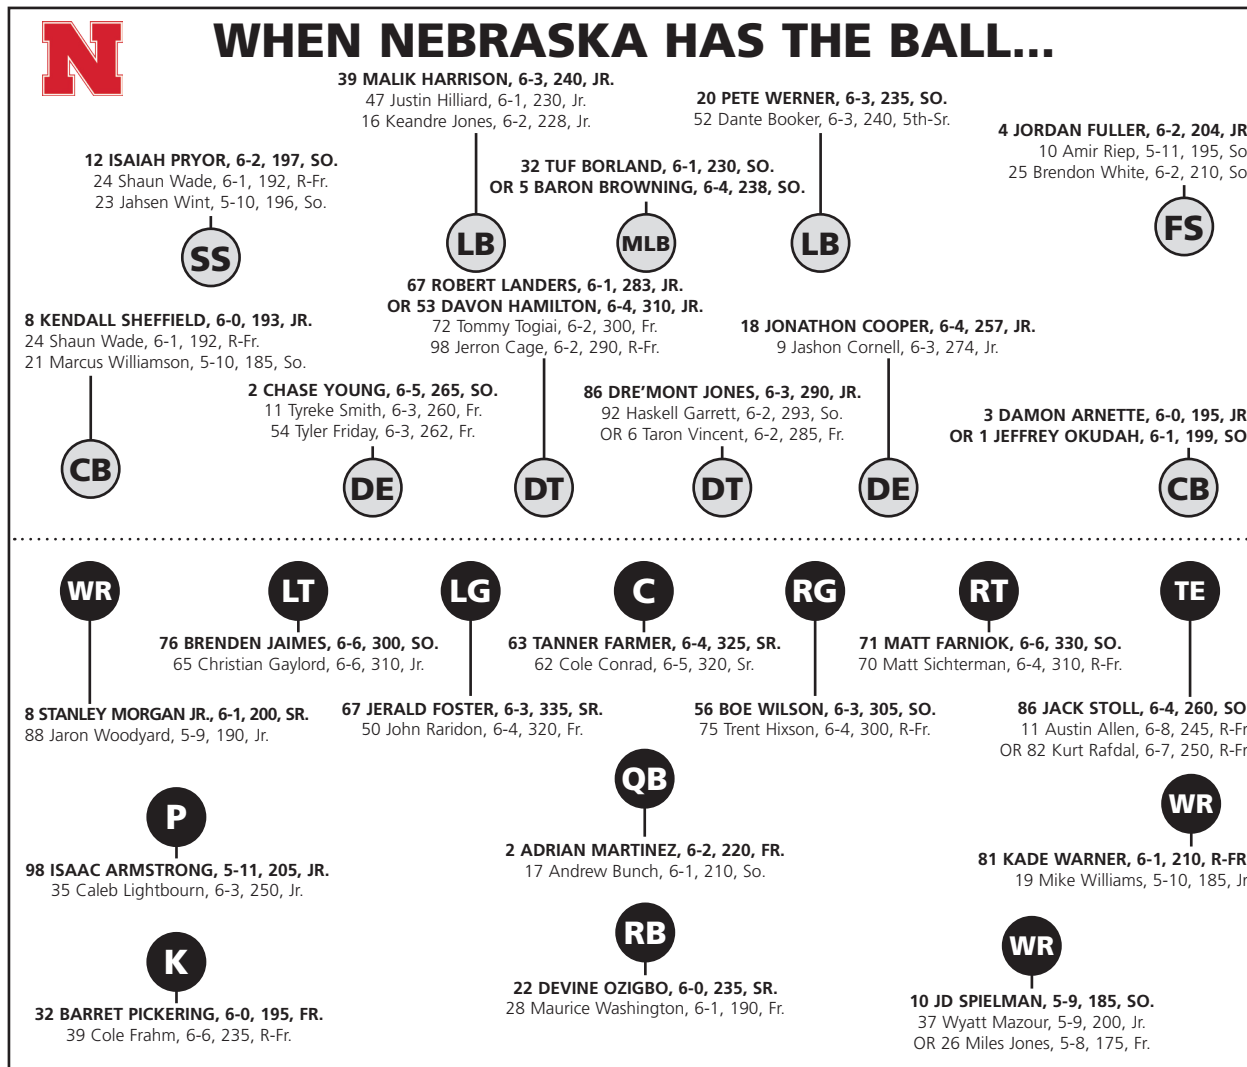 N
WHEN NEBRASKA HAS THE BALL...
39 MALIK HARRISON, 6-3, 240, JR.
47 Justin Hilliard, 6-1, 230, Jr.
16 Keandre Jones, 6-2, 228, Jr.
20 PETE WERNER, 6-3, 235, SO.
52 Dante Booker, 6-3, 240, 5th-Sr.
4 JORDAN FULLER, 6-2, 204, JR
10 Amir Riep, 5-11, 195, So
25 Brendon White, 6-2, 210, So
12 ISAIAH PRYOR, 6-2, 197, SO.
24 Shaun Wade, 6-1, 192, R-Fr.
23 Jahsen Wint, 5-10, 196, So.
32 TUF BORLAND, 6-1, 230, SO.
OR 5 BARON BROWNING, 6-4, 238, SO.
SS
LB
MLB
LB
FS
67 ROBERT LANDERS, 6-1, 283, JR.
OR 53 DAVON HAMILTON, 6-4, 310, JR.
72 Tommy Togiai, 6-2, 300, Fr.
98 Jerron Cage, 6-2, 290, R-Fr.
8 KENDALL SHEFFIELD, 6-0, 193, JR.
24 Shaun Wade, 6-1, 192, R-Fr.
21 Marcus Williamson, 5-10, 185, So.
18 JONATHON COOPER, 6-4, 257, JR.
9 Jashon Cornell, 6-3, 274, Jr.
2 CHASE YOUNG, 6-5, 265, SO.
11 Tyreke Smith, 6-3, 260, Fr.
54 Tyler Friday, 6-3, 262, Fr.
86 DRE'MONT JONES, 6-3, 290, JR.
92 Haskell Garrett, 6-2, 293, So.
OR 6 Taron Vincent, 6-2, 285, Fr.
3 DAMON ARNETTE, 6-0, 195, JR
OR 1 JEFFREY OKUDAH, 6-1, 199, SO
CB
DE
DT
DT
DE
CB
WR
LT
LG
C
RG
RT
TE
76 BRENDEN JAIMES, 6-6, 300, SO.
65 Christian Gaylord, 6-6, 310, Jr.
63 TANNER FARMER, 6-4, 325, SR.
62 Cole Conrad, 6-5, 320, Sr.
71 MATT FARNIOK, 6-6, 330, SO.
70 Matt Sichterman, 6-4, 310, R-Fr.
8 STANLEY MORGAN JR., 6-1, 200, SR.
88 Jaron Woodyard, 5-9, 190, Jr.
67 JERALD FOSTER, 6-3, 335, SR.
50 John Raridon, 6-4, 320, Fr.
56 BOE WILSON, 6-3, 305, SO.
75 Trent Hixson, 6-4, 300, R-Fr.
86 JACK STOLL, 6-4, 260, SO
11 Austin Allen, 6-8, 245, R-Fr
OR 82 Kurt Rafdal, 6-7, 250, R-Fr
QB
P
WR
2 ADRIAN MARTINEZ, 6-2, 220, FR.
17 Andrew Bunch, 6-1, 210, So.
98 ISAAC ARMSTRONG, 5-11, 205, JR.
35 Caleb Lightbourn, 6-3, 250, Jr.
81 KADE WARNER, 6-1, 210, R-FR
19 Mike Williams, 5-10, 185, Jr
K
RB
WR
32 BARRET PICKERING, 6-0, 195, FR.
39 Cole Frahm, 6-6, 235, R-Fr.
22 DEVINE OZIGBO, 6-0, 235, SR.
28 Maurice Washington, 6-1, 190, Fr.
10 JD SPIELMAN, 5-9, 185, SO.
37 Wyatt Mazour, 5-9, 200, Jr.
OR 26 Miles Jones, 5-8, 175, Fr.